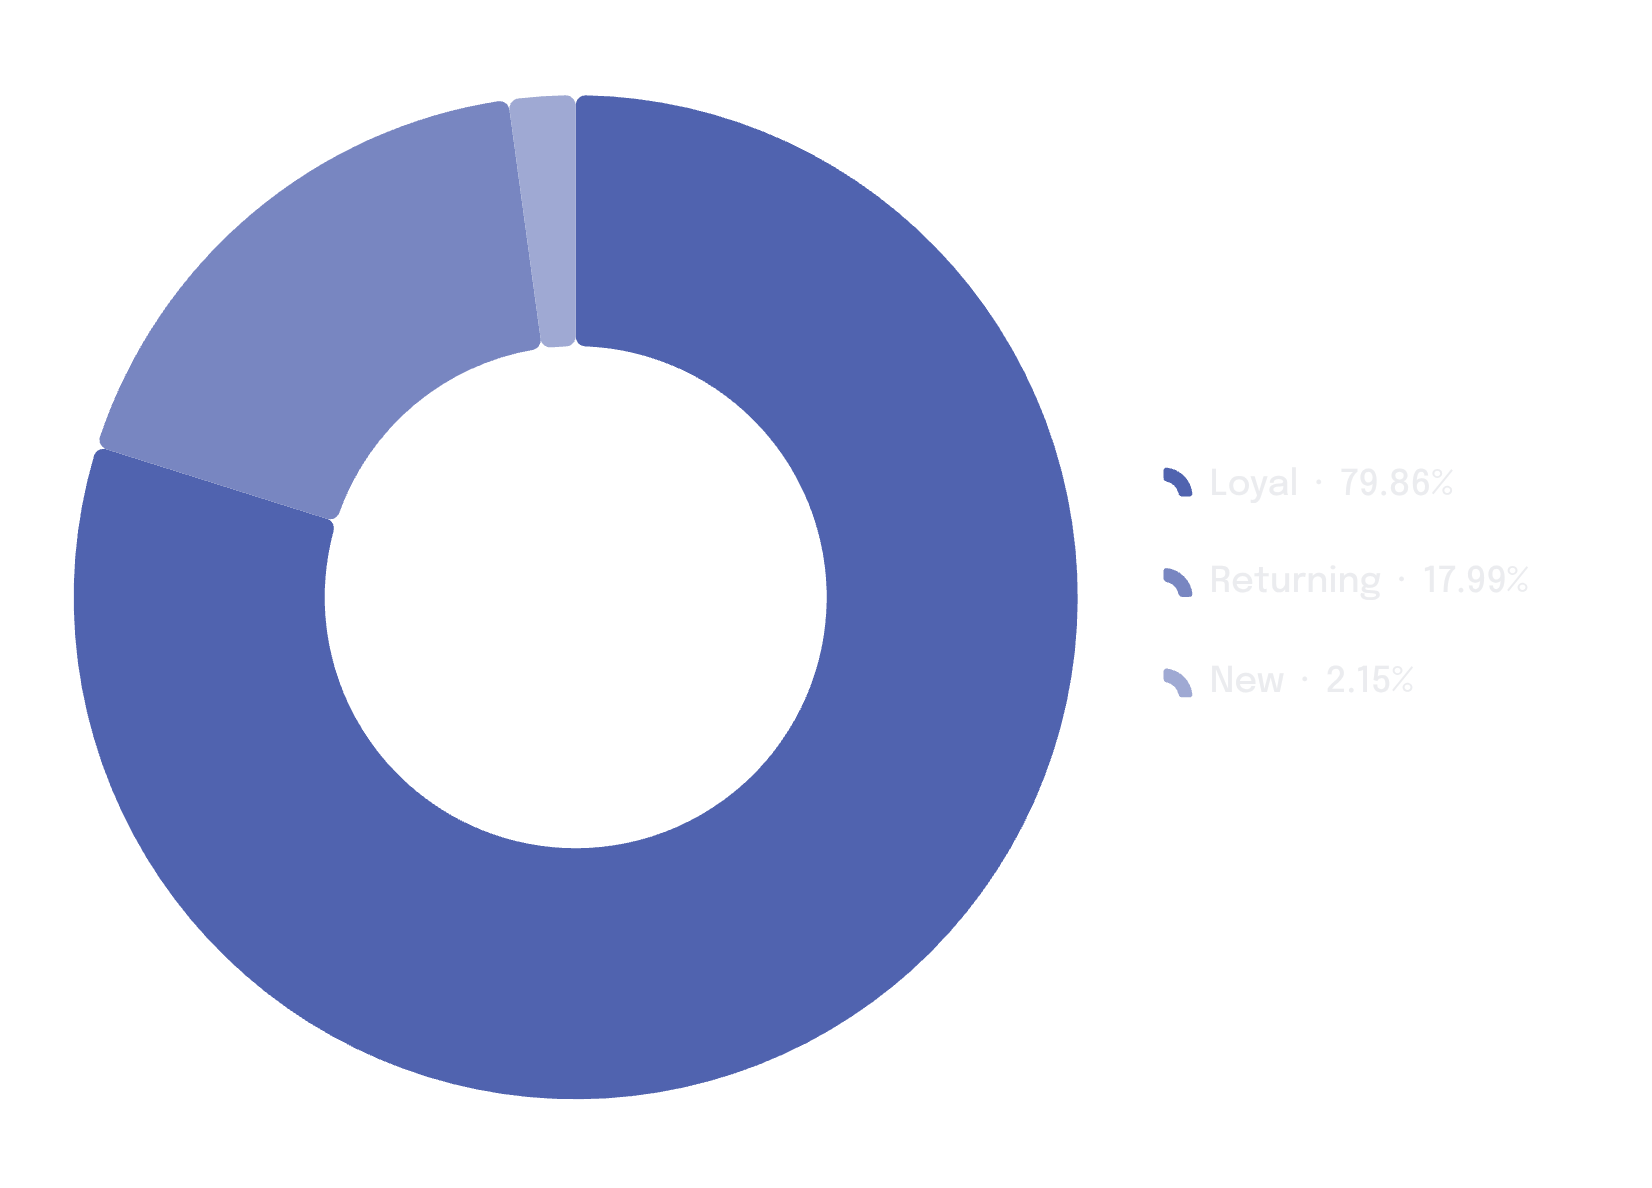 Loyal · 79.86%
Returning · 17.99%
New · 2.15%